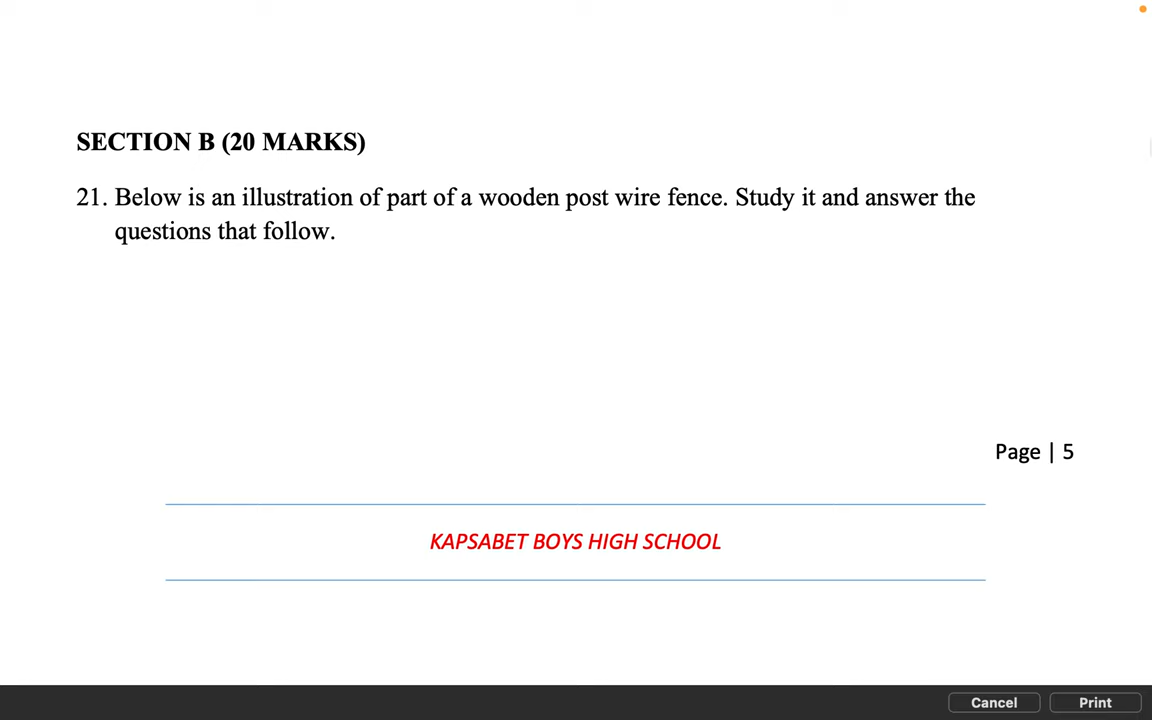 SECTION B (20 MARKS)
21. Below is an illustration of part of a wooden post wire fence. Study it and answer the
questions that follow.
Page | 5
KAPSABET BOYS HIGH SCHOOL
Cancel
Print